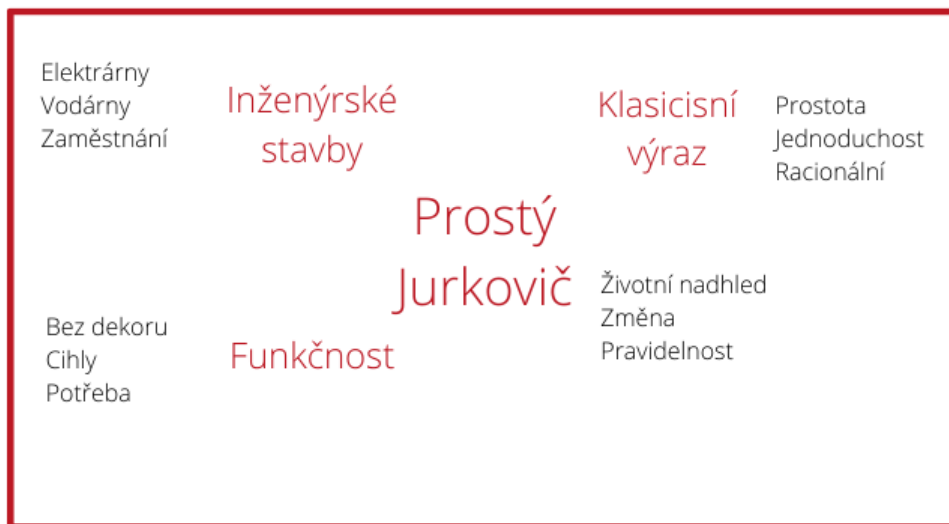 Elektrárny
Vodárny
Zaměstnání
Inženýrské
stavby
Klasicisní
výraz
Prostota
Jednoduchost
Racionální
Prostý
Jurkovič
Životní nadhled
Změna
Pravidelnost
Bez dekoru
Cihly
Potřeba
Funkčnost